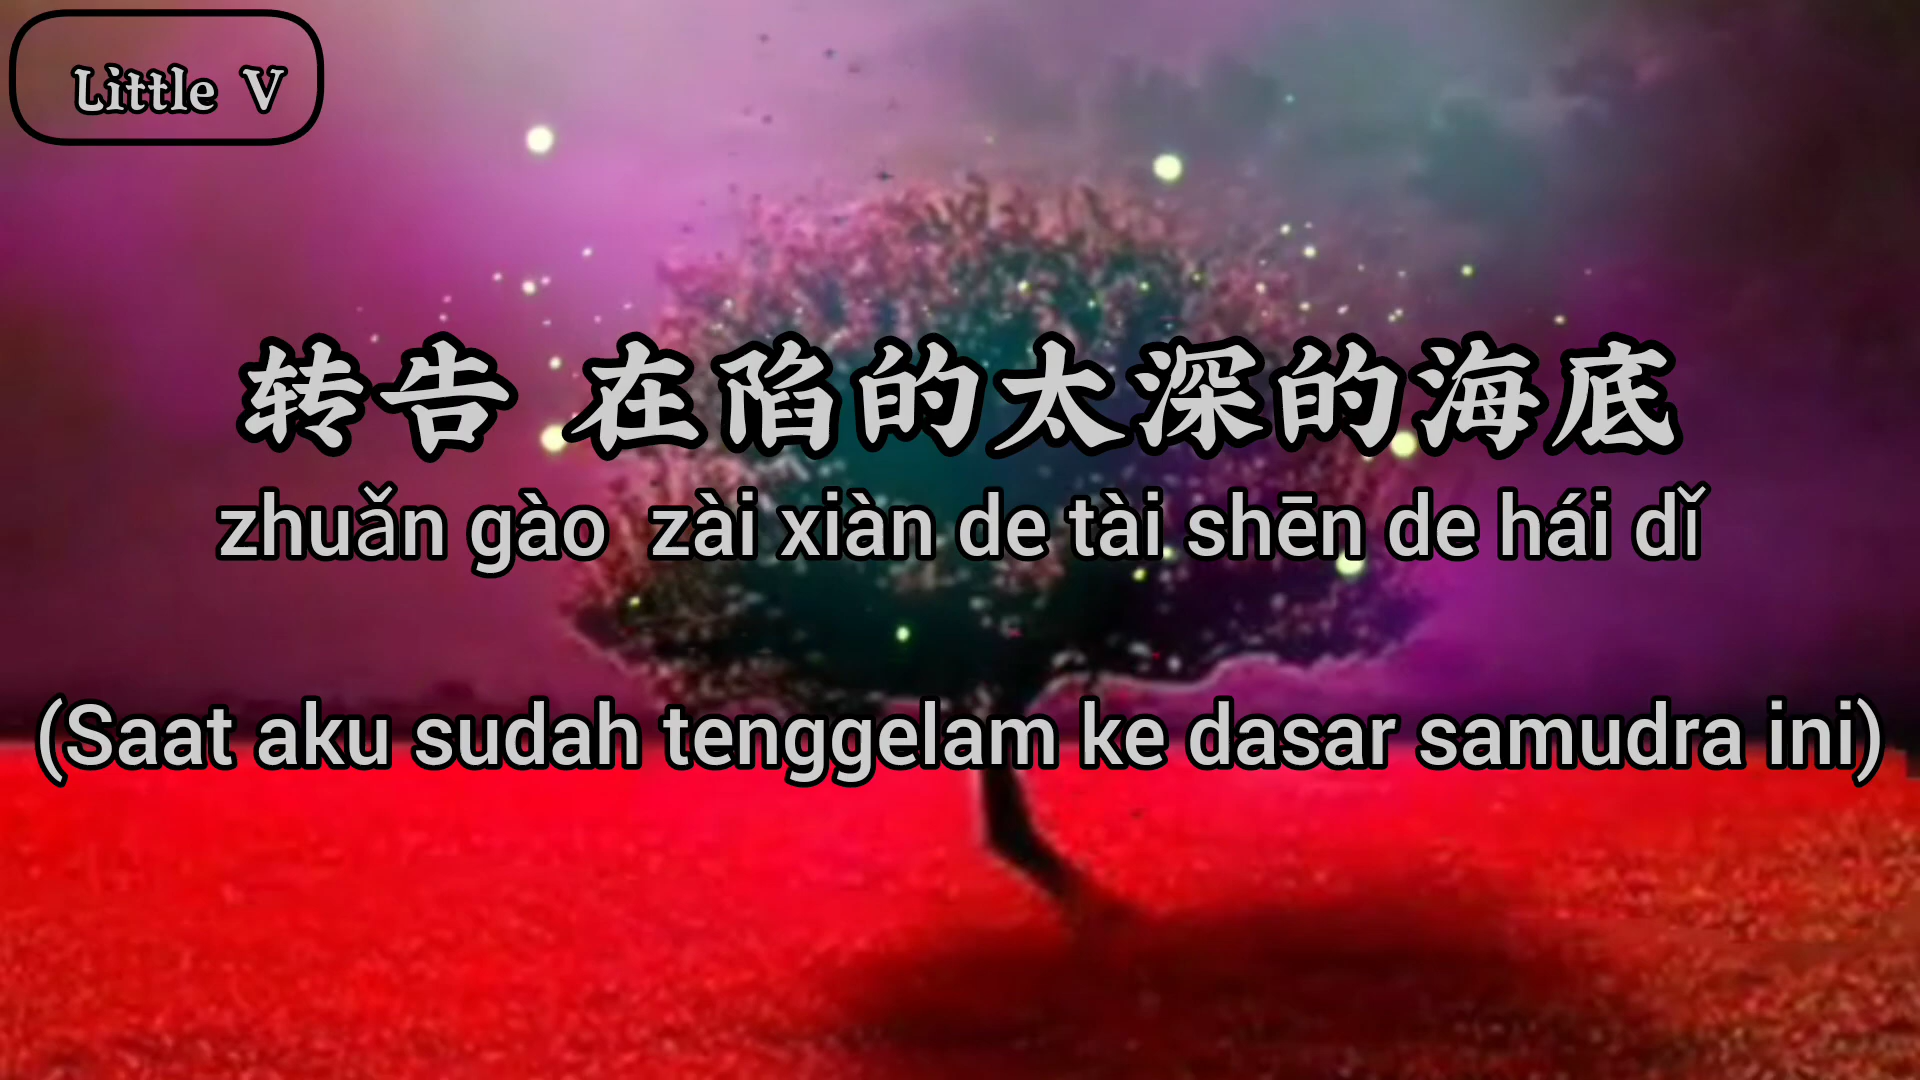 Little V
转告 在陷的太深的海底
zhuǎn gào zài xiàn de tài shēn de hái dǐ
(Saat aku sudah tenggelam ke dasar samudra ini)